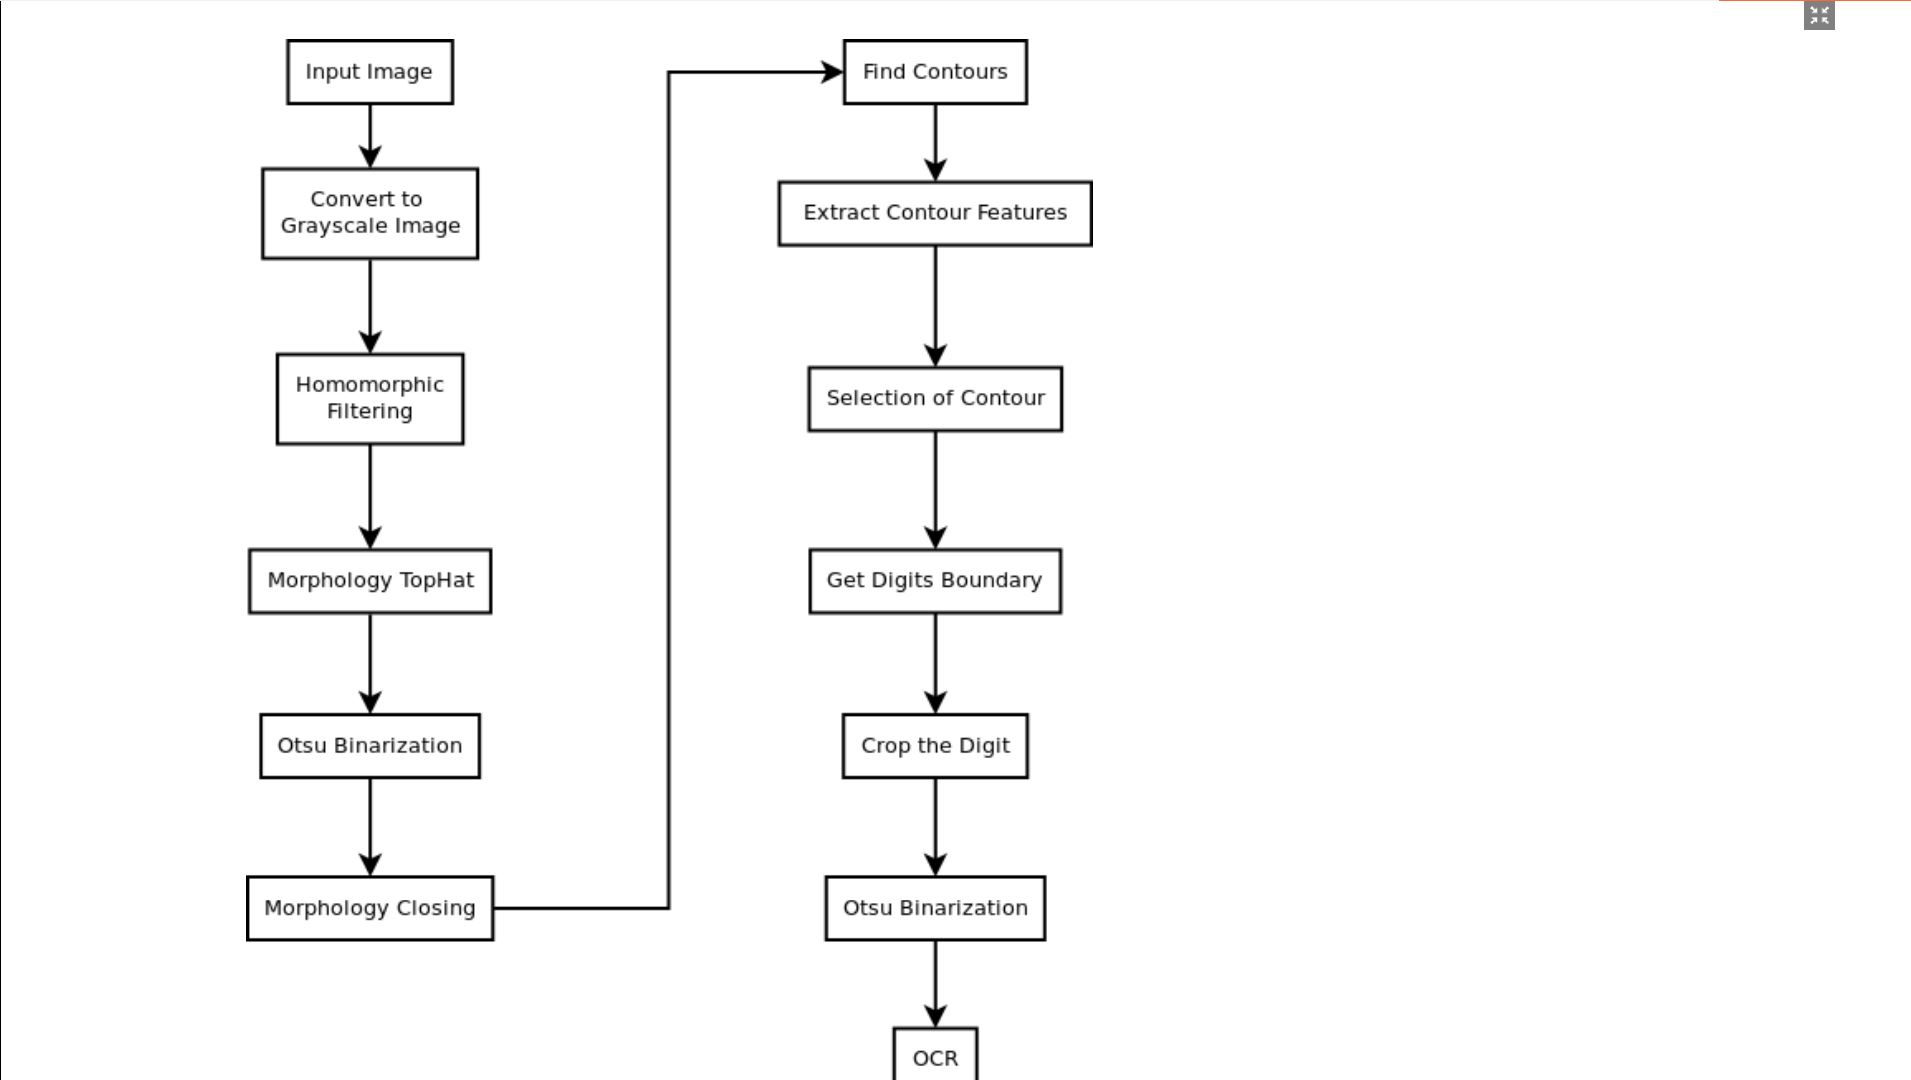 Input Image
Convert to
Grayscale Image
Homomorphic
Filtering
Morphology TopHat
Otsu Binarization
Morphology Closing
Find Contours
Extract Contour Features
Selection of Contour
Get Digits Boundary
Crop the Digit
Otsu Binarization
OCR